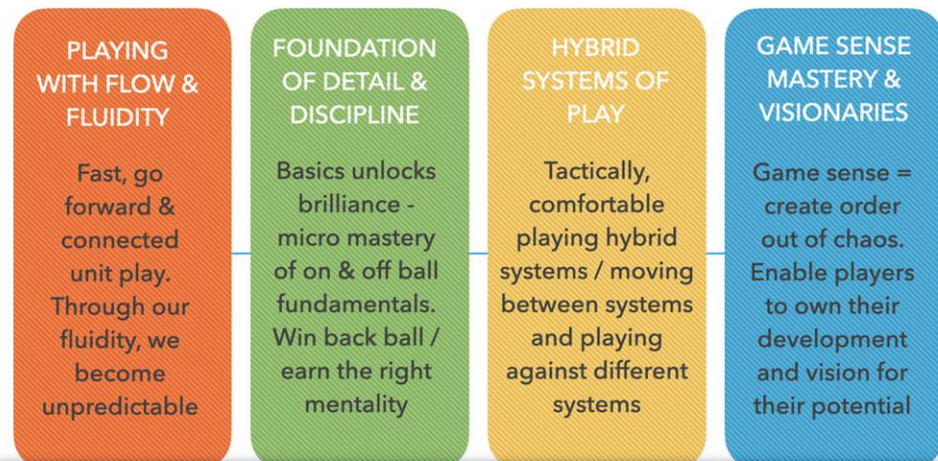 PLAYING
WITH FLOW &
FLUIDITY
Fast, go
forward &
connected
unit play.
Through our
fluidity, we
become
unpredictable
FOUNDATION
OF DETAIL &
DISCIPLINE
Basics unlocks
brilliance -
micro mastery
of on & off ball
fundamentals.
Win back ball /
earn the right
mentality
HYBRID
SYSTEMS OF
PLAY
Tactically,
comfortable
playing hybrid
systems / moving
between systems
and playing
against different
systems
GAME SENSE
MASTERY &
VISIONARIES
Game sense =
create order
out of chaos.
Enable players
to own their
development
and vision for
their potential